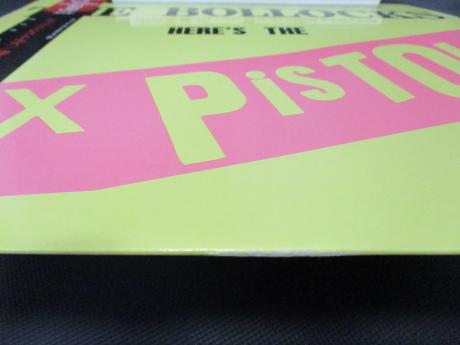 E BOLLOCKS
HERE'S THE
X PiSTO